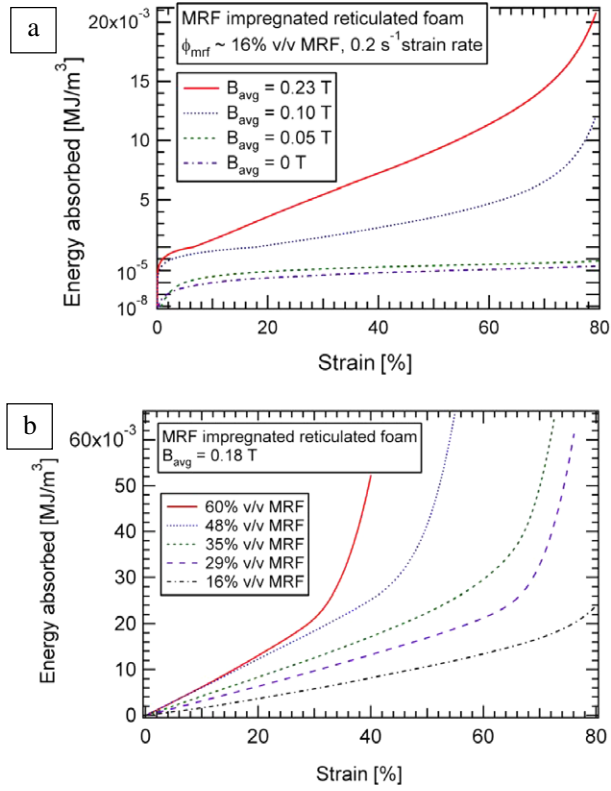 a
MRF impregnated reticulated foam
ϕmrf ~ 16% v/v MRF, 0.2 s⁻¹ strain rate
Bavg = 0.23 T
Bavg = 0.10 T
Bavg = 0.05 T
Bavg = 0 T
Energy absorbed [MJ/m³]
20x10⁻³
15
10
5
10⁻⁵
10⁻⁸
0 20 40 60 80
Strain [%]
b
MRF impregnated reticulated foam
Bavg = 0.18 T
60% v/v MRF
48% v/v MRF
35% v/v MRF
29% v/v MRF
16% v/v MRF
Energy absorbed [MJ/m³]
60x10⁻³
50
40
30
20
10
0
0 10 20 30 40 50 60 70 80
Strain [%]